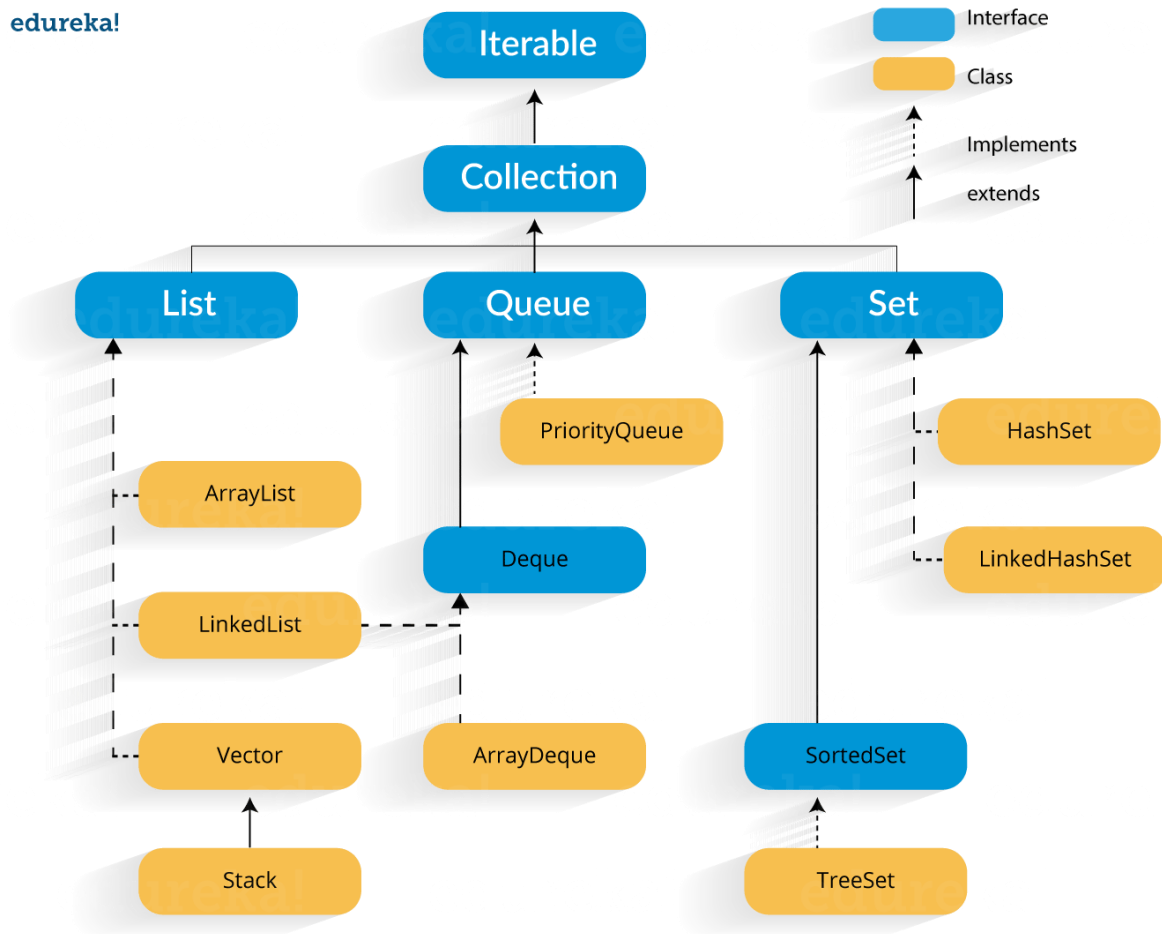 edureka!
Iterable
Interface
Class
Implements
extends
Collection
List
Queue
Set
PriorityQueue
HashSet
ArrayList
Deque
LinkedHashSet
LinkedList
Vector
ArrayDeque
SortedSet
Stack
TreeSet